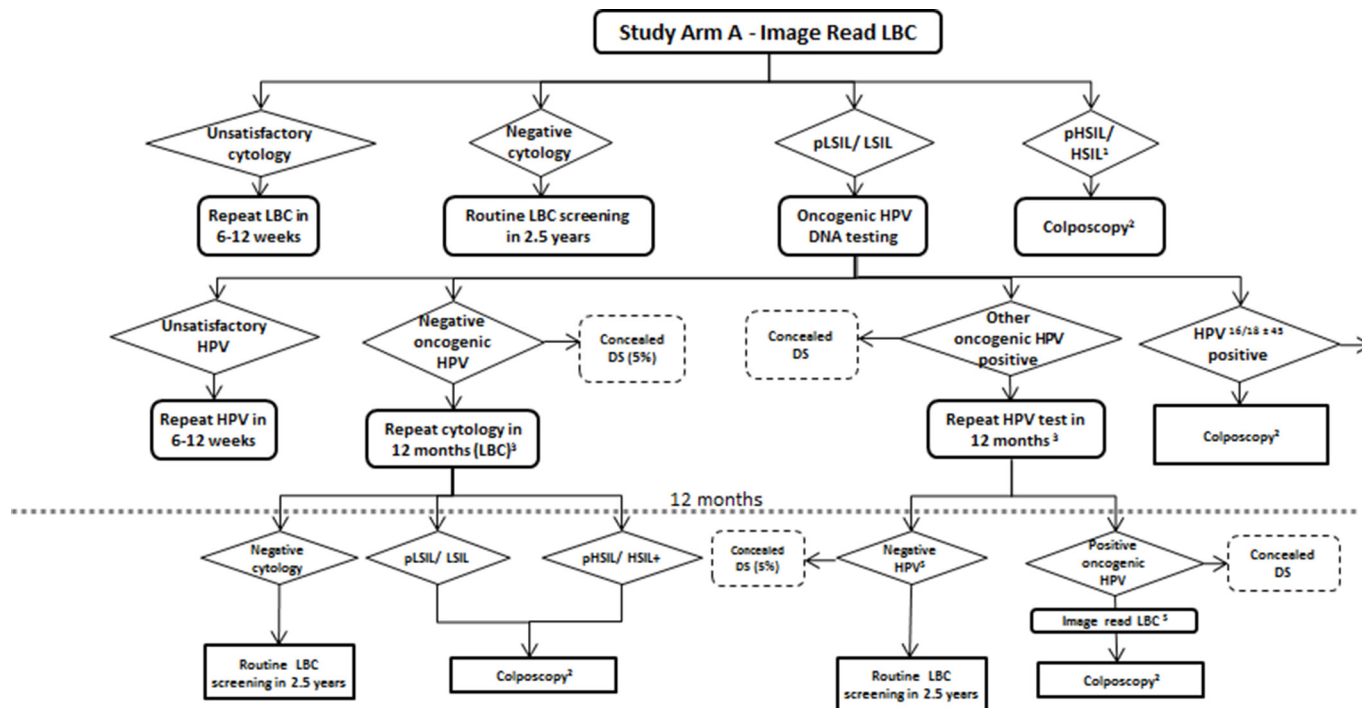 Study Arm A - Image Read LBC
Unsatisfactory
cytology
Negative
cytology
pLSIL/ LSIL
pHSIL/
HSIL¹
Repeat LBC in
6-12 weeks
Routine LBC screening
in 2.5 years
Oncogenic HPV
DNA testing
Colposcopy²
Unsatisfactory
HPV
Negative
oncogenic
HPV
Concealed
DS (5%)
Concealed
DS
Other
oncogenic HPV
positive
HPV 16/18 ± 45
positive
Repeat HPV in
6-12 weeks
Repeat cytology in
12 months (LBC)³
Repeat HPV test in
12 months ³
Colposcopy²
12 months
Negative
cytology
pLSIL/ LSIL
pHSIL/ HSIL+
Concealed
DS (5%)
Negative
HPV⁵
Positive
oncogenic
HPV
Concealed
DS
Image read LBC ⁵
Routine LBC
screening in 2.5 years
Colposcopy²
Routine LBC
screening in 2.5 years
Colposcopy²